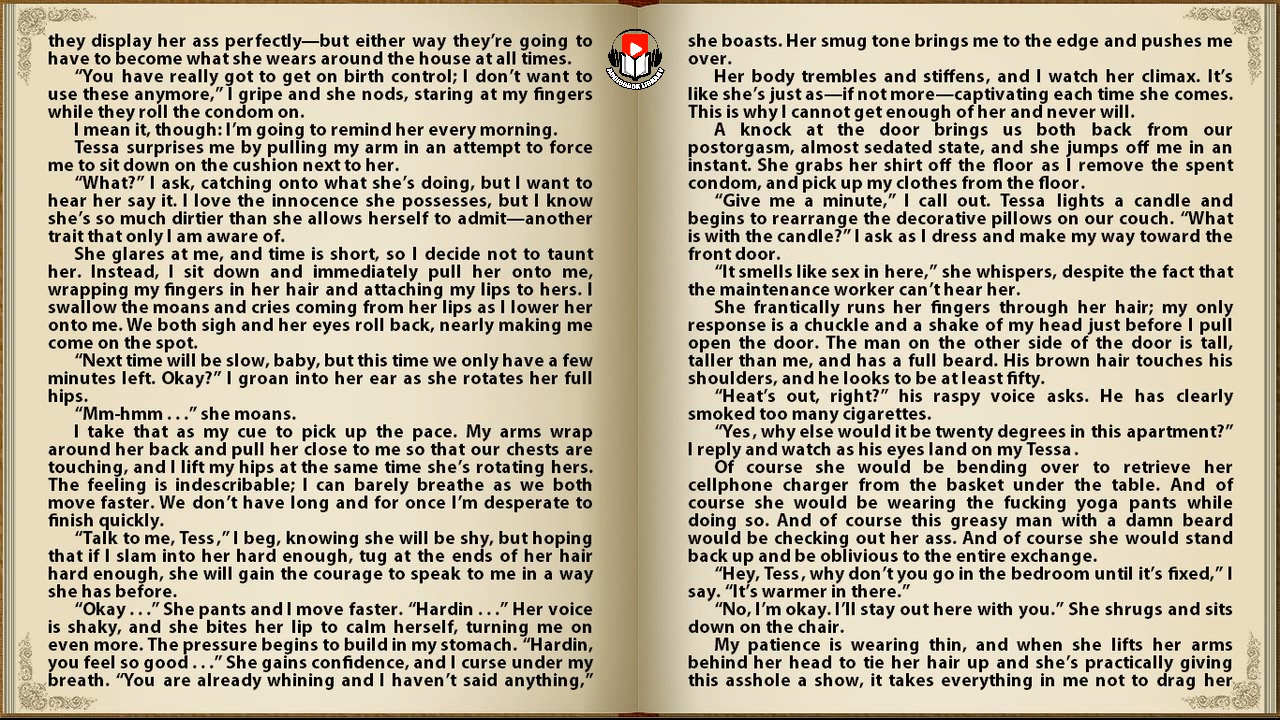 they display her ass perfectly—but either way they're going to
have to become what she wears around the house at all times.
“You have really got to get on birth control; I don't want to
use these anymore,” I gripe and she nods, staring at my fingers
while they roll the condom on.
I mean it, though: I'm going to remind her every morning.
Tessa surprises me by pulling my arm in an attempt to force
me to sit down on the cushion next to her.
“What?” I ask, catching onto what she's doing, but I want to
hear her say it. I love the innocence she possesses, but I know
she's so much dirtier than she allows herself to admit—another
trait that only I am aware of.
She glares at me, and time is short, so I decide not to taunt
her. Instead, I sit down and immediately pull her onto me,
wrapping my fingers in her hair and attaching my lips to hers. I
swallow the moans and cries coming from her lips as I lower her
onto me. We both sigh and her eyes roll back, nearly making me
come on the spot.
“Next time will be slow, baby, but this time we only have a few
minutes left. Okay?” I groan into her ear as she rotates her full
hips.
“Mm-hmm . . .” she moans.
I take that as my cue to pick up the pace. My arms wrap
around her back and pull her close to me so that our chests are
touching, and I lift my hips at the same time she's rotating hers.
The feeling is indescribable; I can barely breathe as we both
move faster. We don't have long and for once I'm desperate to
finish quickly.
“Talk to me, Tess,” I beg, knowing she will be shy, but hoping
that if I slam into her hard enough, tug at the ends of her hair
hard enough, she will gain the courage to speak to me in a way
she has before.
“Okay . . .” She pants and I move faster. “Hardin . . .” Her voice
is shaky, and she bites her lip to calm herself, turning me on
even more. The pressure begins to build in my stomach. “Hardin,
you feel so good . . .” She gains confidence, and I curse under my
breath. “You are already whining and I haven't said anything,”
she boasts. Her smug tone brings me to the edge and pushes me
over.
Her body trembles and stiffens, and I watch her climax. It's
like she's just as—if not more—captivating each time she comes.
This is why I cannot get enough of her and never will.
A knock at the door brings us both back from our
postorgasm, almost sedated state, and she jumps off me in an
instant. She grabs her shirt off the floor as I remove the spent
condom, and pick up my clothes from the floor.
“Give me a minute,” I call out. Tessa lights a candle and
begins to rearrange the decorative pillows on our couch. “What
is with the candle?” I ask as I dress and make my way toward the
front door.
“It smells like sex in here,” she whispers, despite the fact that
the maintenance worker can't hear her.
She frantically runs her fingers through her hair; my only
response is a chuckle and a shake of my head just before I pull
open the door. The man on the other side of the door is tall,
taller than me, and has a full beard. His brown hair touches his
shoulders, and he looks to be at least fifty.
“Heat's out, right?” his raspy voice asks. He has clearly
smoked too many cigarettes.
“Yes, why else would it be twenty degrees in this apartment?”
I reply and watch as his eyes land on my Tessa.
Of course she would be bending over to retrieve her
cellphone charger from the basket under the table. And of
course she would be wearing the fucking yoga pants while
doing so. And of course this greasy man with a damn beard
would be checking out her ass. And of course she would stand
back up and be oblivious to the entire exchange.
“Hey, Tess, why don't you go in the bedroom until it's fixed,” I
say. “It's warmer in there.”
“No, I'm okay. I'll stay out here with you.” She shrugs and sits
down on the chair.
My patience is wearing thin, and when she lifts her arms
behind her head to tie her hair up and she's practically giving
this asshole a show, it takes everything in me not to drag her